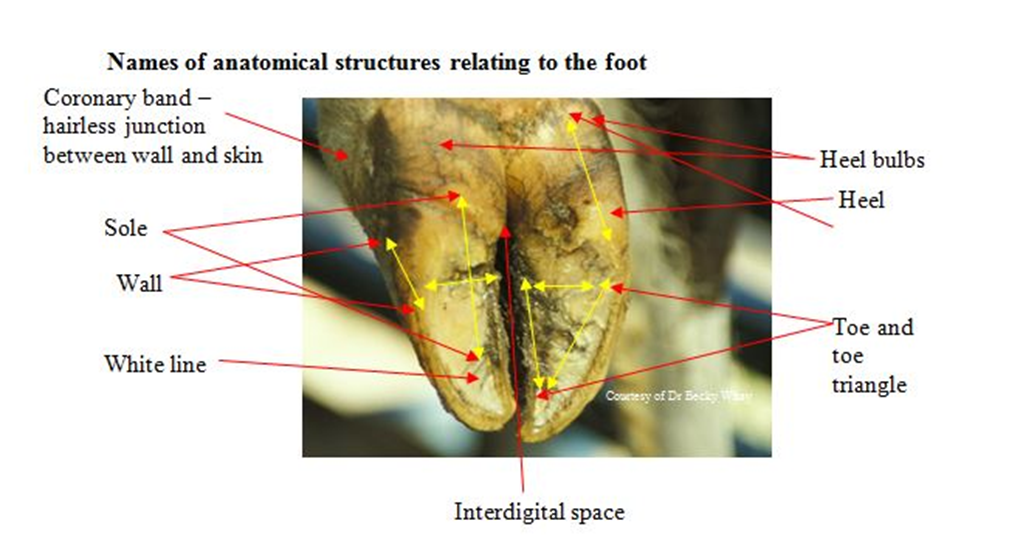 Names of anatomical structures relating to the foot
Coronary band –
hairless junction
between wall and skin
Heel bulbs
Heel
Sole
Wall
Toe and
toe
triangle
White line
Courtesy of Dr Becky Whay
Interdigital space